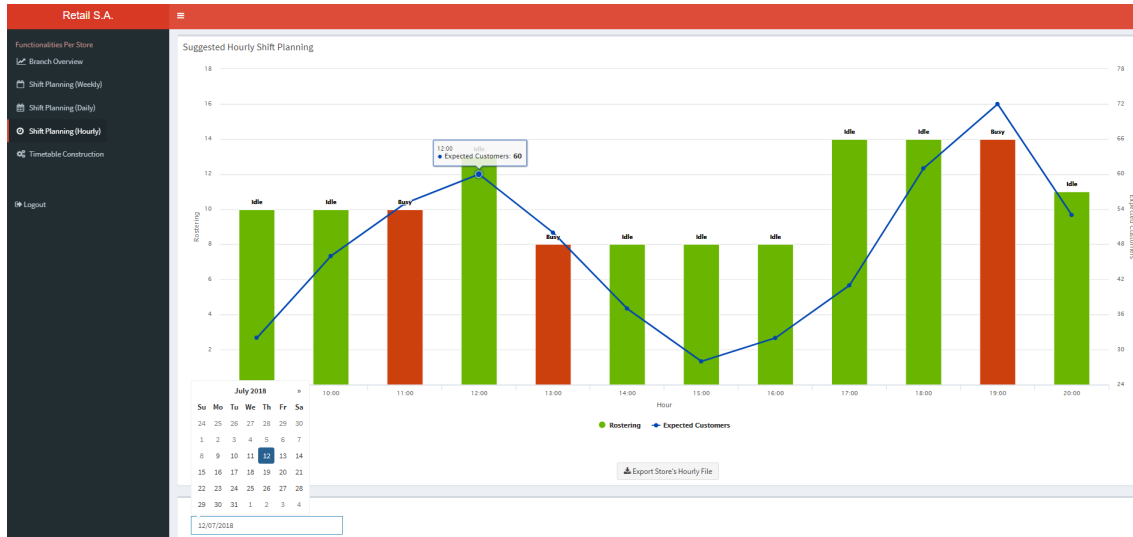 Retail S.A.
Functionalities Per Store
Branch Overview
Shift Planning (Weekly)
Shift Planning (Daily)
Shift Planning (Hourly)
Timetable Construction
Logout
Suggested Hourly Shift Planning
18
16
14
12
10
8
6
4
2
Rostering
78
72
66
60
54
48
42
36
30
24
Expected Customers
Idle
Idle
Busy
Idle
Busy
Idle
Idle
Idle
Idle
Idle
Busy
Idle
12:00
Expected Customers: 60
10:00 11:00 12:00 13:00 14:00 15:00 16:00 17:00 18:00 19:00 20:00
Hour
Rostering Expected Customers
Export Store's Hourly File
July 2018 »
Su Mo Tu We Th Fr Sa
24 25 26 27 28 29 30
1 2 3 4 5 6 7
8 9 10 11 12 13 14
15 16 17 18 19 20 21
22 23 24 25 26 27 28
29 30 31 1 2 3 4
12/07/2018